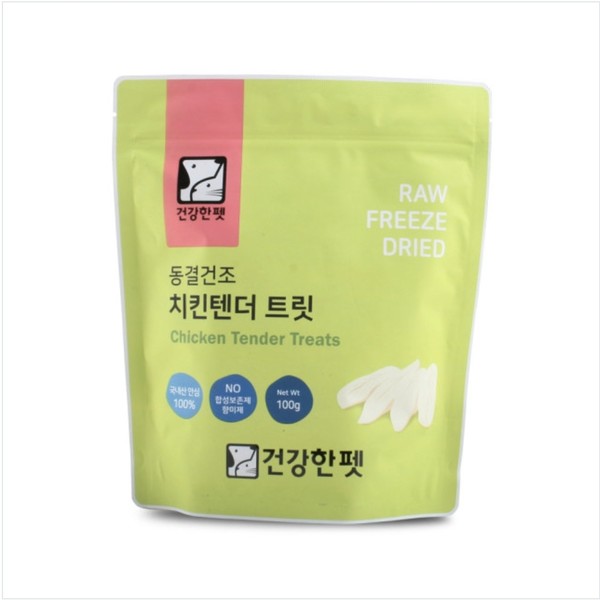 건강한펫
RAW
FREEZE
DRIED
동결건조
치킨텐더 트릿
Chicken Tender Treats
국내산 안심
100%
NO
합성보존제
향미제
Net Wt
100g
건강한펫